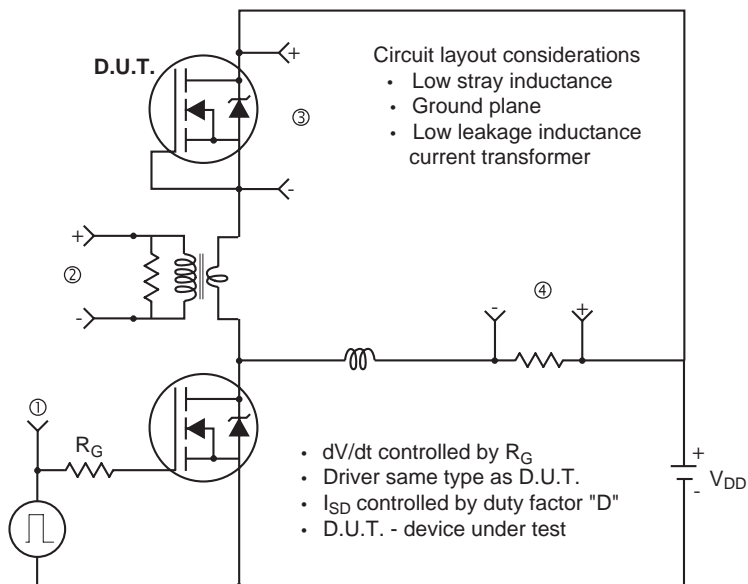 D.U.T.
+
Circuit layout considerations
• Low stray inductance
• Ground plane
• Low leakage inductance
current transformer
③
-
+
②
-
④
- +
①
R_G
• dV/dt controlled by R_G
• Driver same type as D.U.T.
• I_SD controlled by duty factor "D"
• D.U.T. - device under test
+
V_DD
-